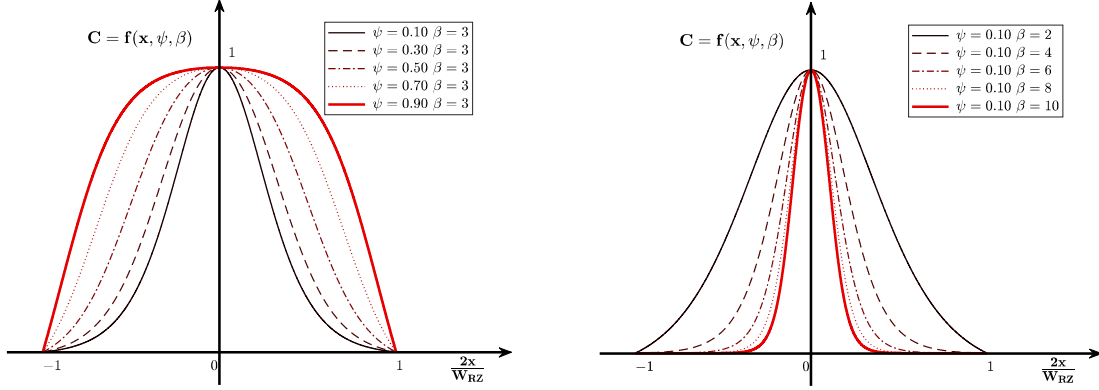 C = f(x, ψ, β)
1
ψ = 0.10 β = 3
ψ = 0.30 β = 3
ψ = 0.50 β = 3
ψ = 0.70 β = 3
ψ = 0.90 β = 3
−1
0
1
2x
W_RZ
C = f(x, ψ, β)
1
ψ = 0.10 β = 2
ψ = 0.10 β = 4
ψ = 0.10 β = 6
ψ = 0.10 β = 8
ψ = 0.10 β = 10
−1
0
1
2x
W_RZ